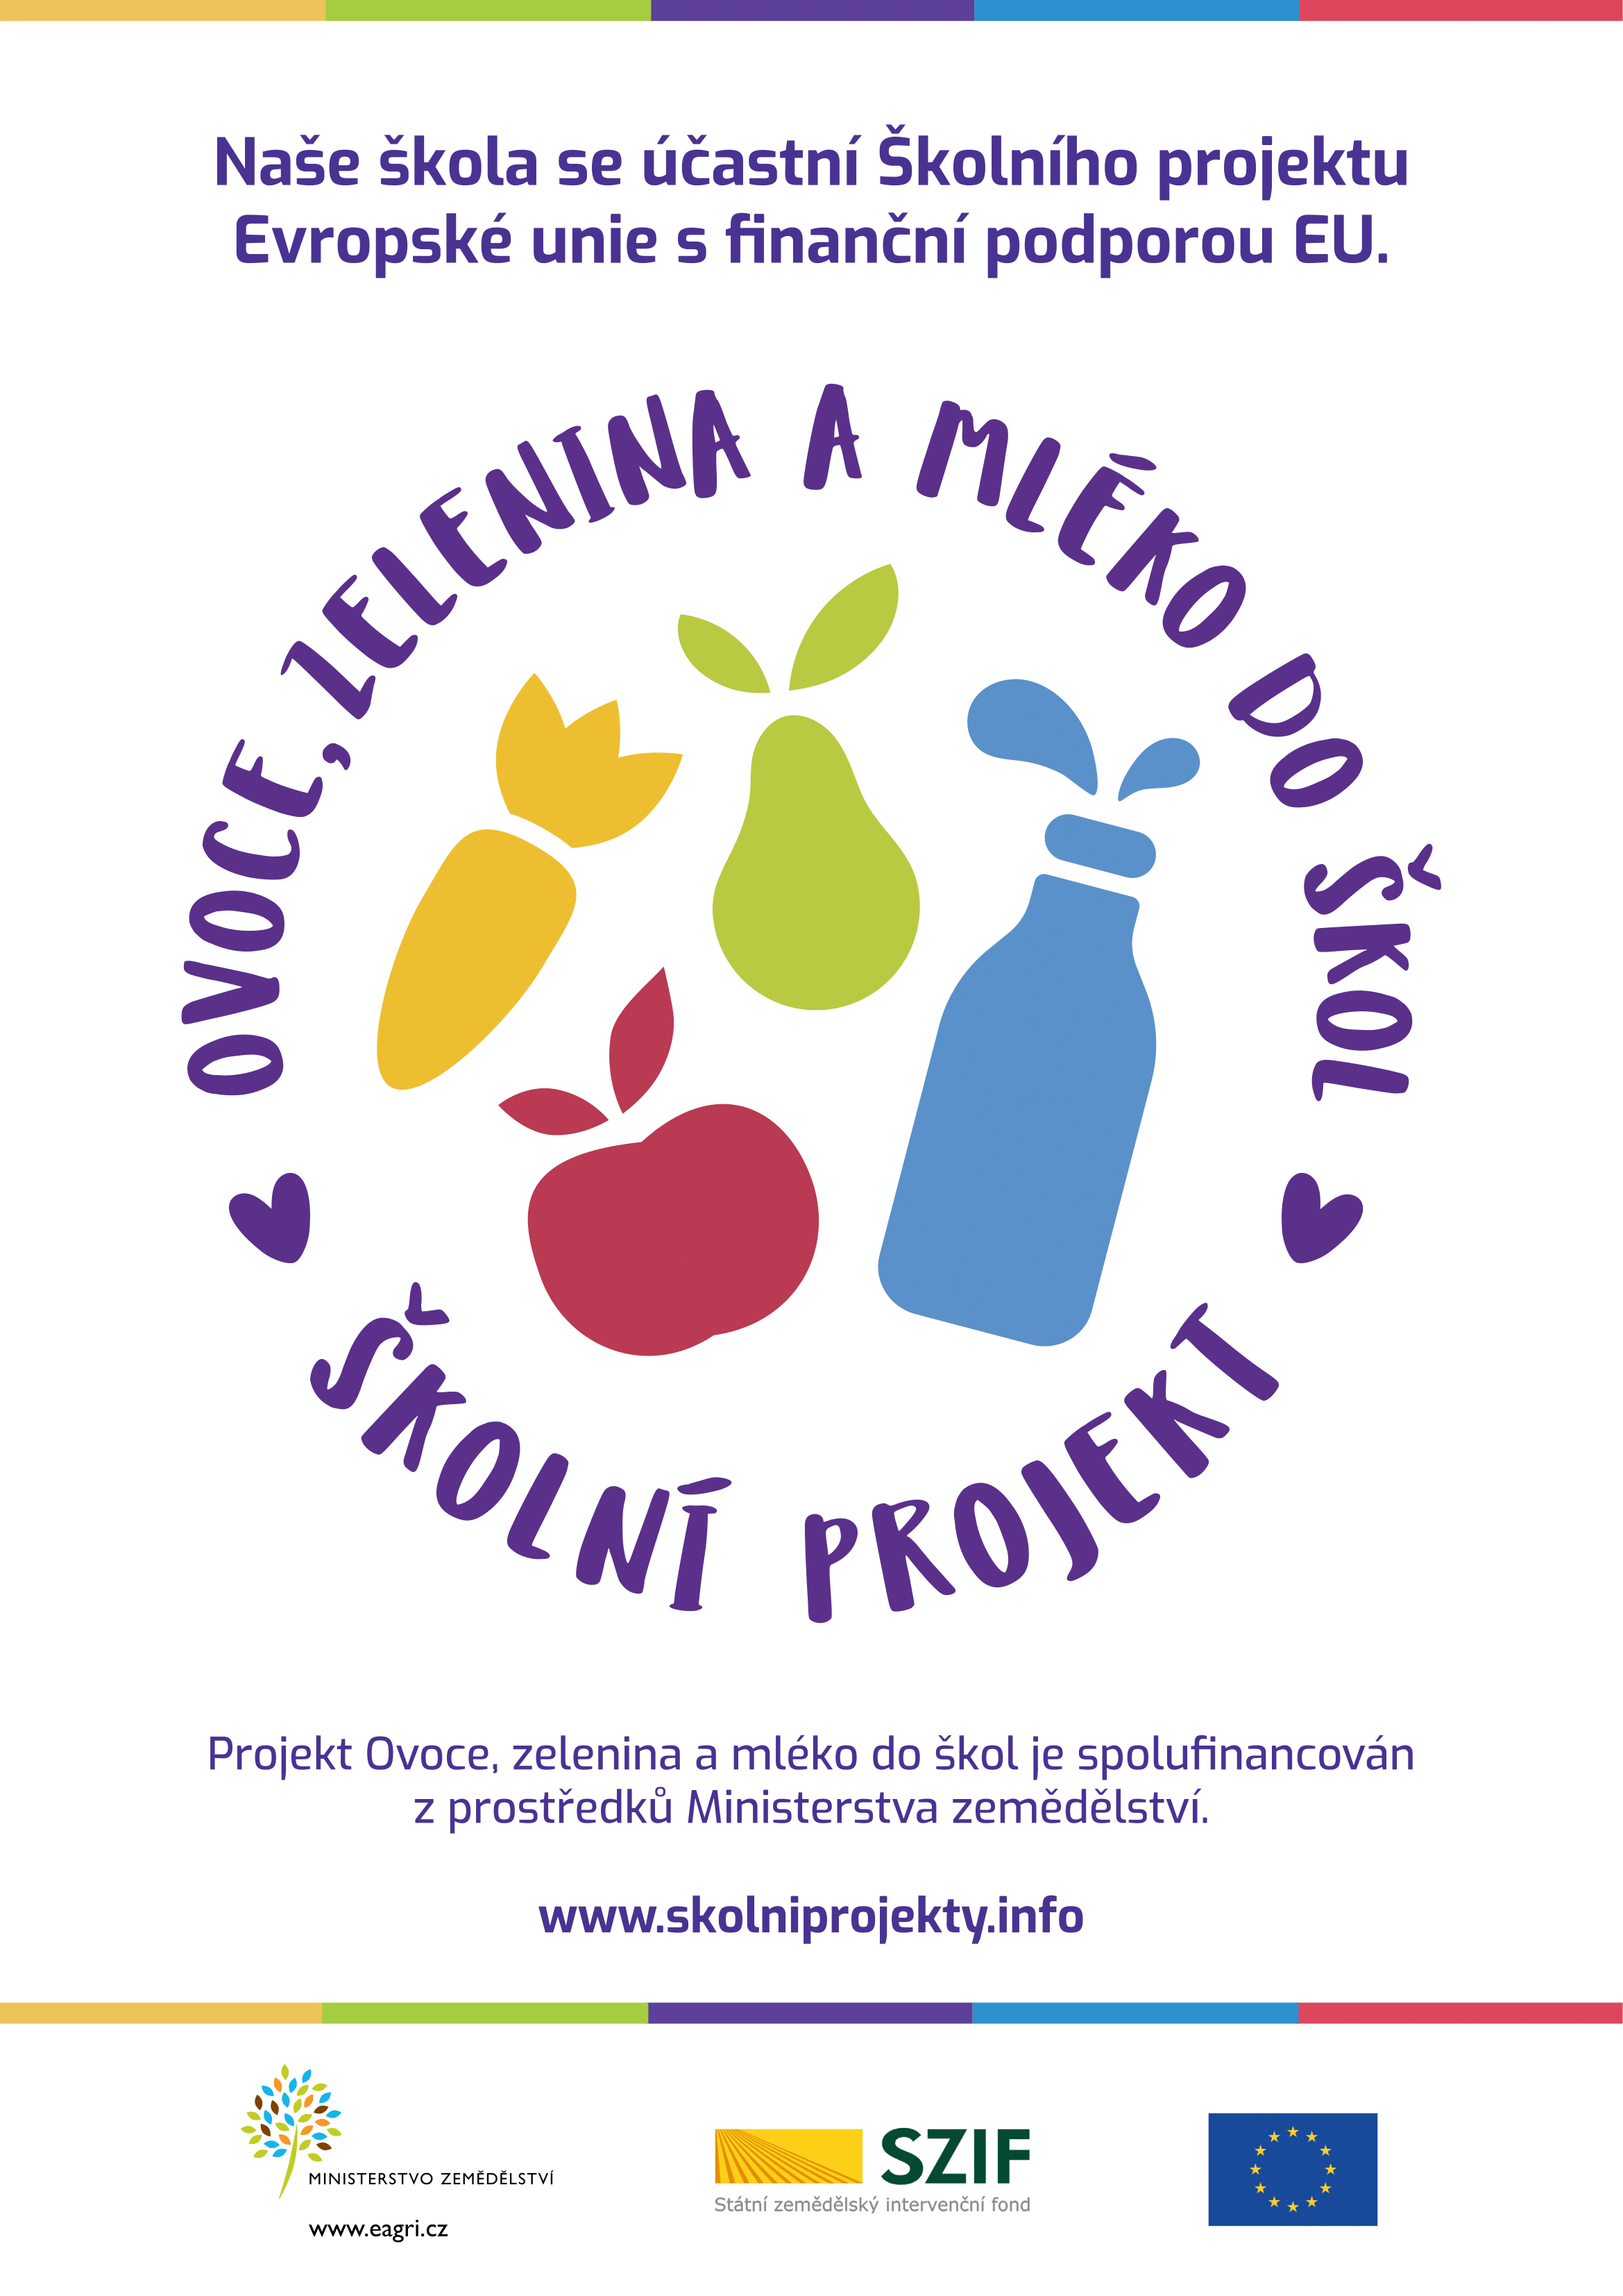 Naše škola se účastní Školního projektu
Evropské unie s finanční podporou EU.
OVOCE, ZELENINA A MLÉKO DO ŠKOL
ŠKOLNÍ PROJEKT
Projekt Ovoce, zelenina a mléko do škol je spolufinancován
z prostředků Ministerstva zemědělství.
www.skolniprojekty.info
MINISTERSTVO ZEMĚDĚLSTVÍ
www.eagri.cz
SZIF
Státní zemědělský intervenční fond